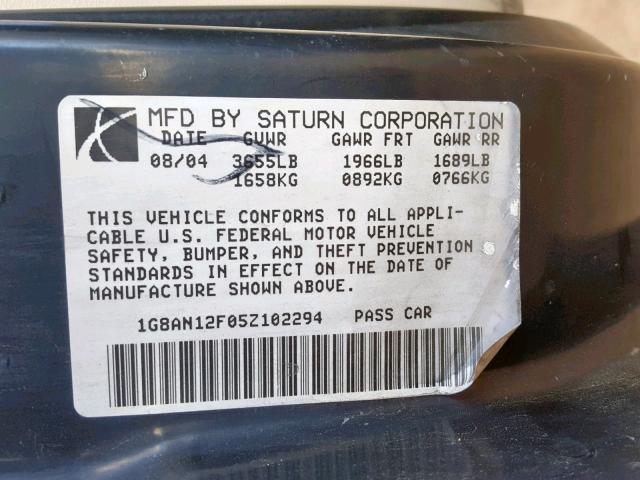 MFD BY SATURN CORPORATION
DATE GVWR GAWR FRT GAWR RR
08/04 3655LB 1966LB 1689LB
1658KG 0892KG 0766KG
THIS VEHICLE CONFORMS TO ALL APPLI-
CABLE U.S. FEDERAL MOTOR VEHICLE
SAFETY, BUMPER, AND THEFT PREVENTION
STANDARDS IN EFFECT ON THE DATE OF
MANUFACTURE SHOWN ABOVE.
1G8AN12F05Z102294 PASS CAR